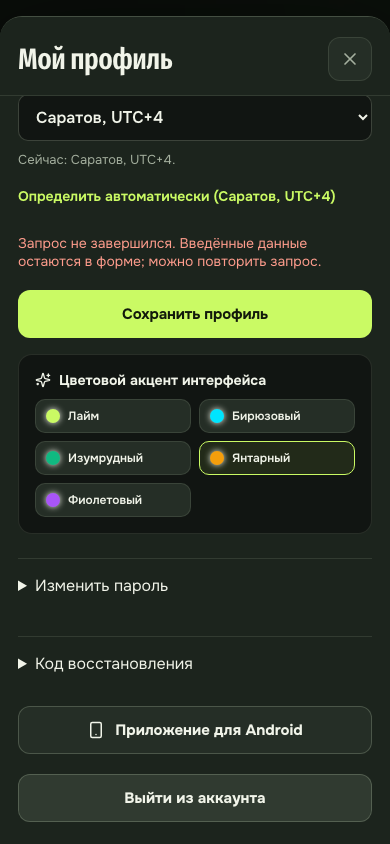 Мой профиль
Саратов, UTC+4
Сейчас: Саратов, UTC+4.
Определить автоматически (Саратов, UTC+4)
Запрос не завершился. Введённые данные
остаются в форме; можно повторить запрос.
Сохранить профиль
Цветовой акцент интерфейса
Лайм
Бирюзовый
Изумрудный
Янтарный
Фиолетовый
Изменить пароль
Код восстановления
Приложение для Android
Выйти из аккаунта